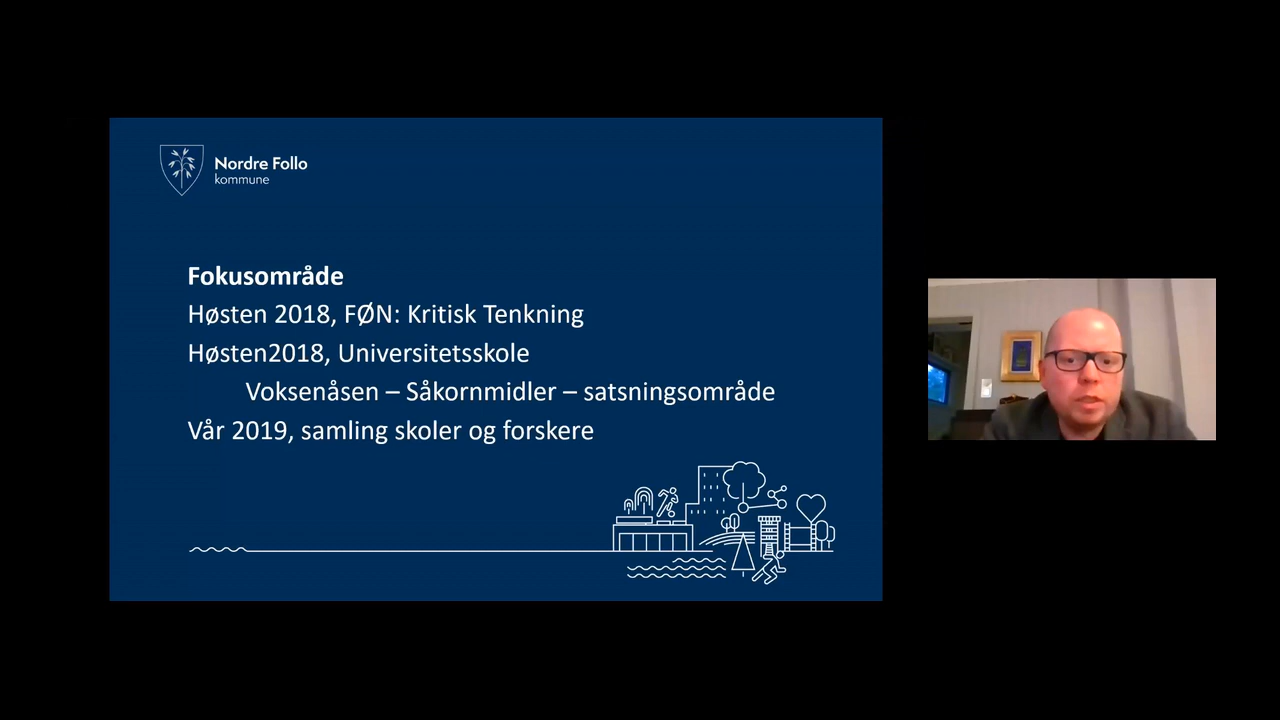 Nordre Follo
kommune
Fokusområde
Høsten 2018, FØN: Kritisk Tenkning
Høsten2018, Universitetsskole
Voksenåsen – Såkornmidler – satsningsområde
Vår 2019, samling skoler og forskere